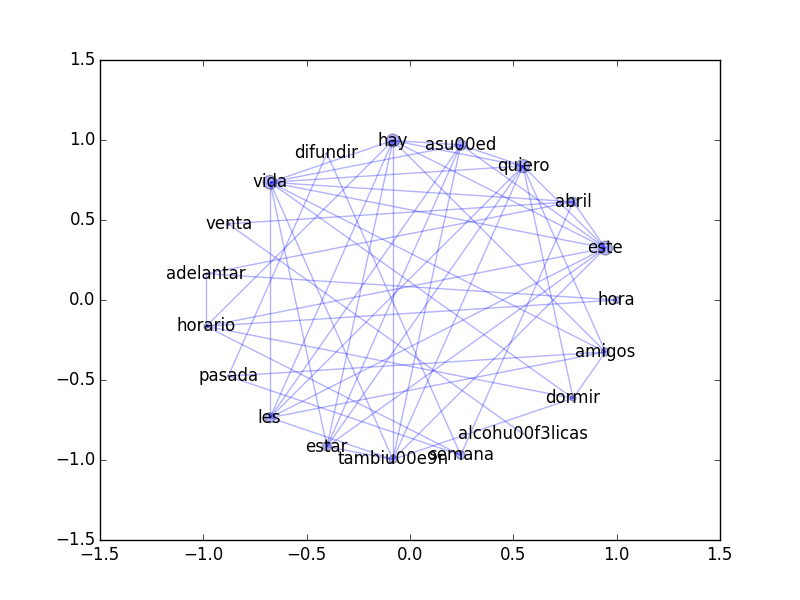 1.5
1.0
0.5
0.0
−0.5
−1.0
−1.5
hay
asu00ed
difundir
quiero
vida
abril
venta
este
adelantar
hora
horario
amigos
pasada
dormir
les
alcohu00f3licas
estar
tambiu00e9n
semana
−1.5
−1.0
−0.5
0.0
0.5
1.0
1.5